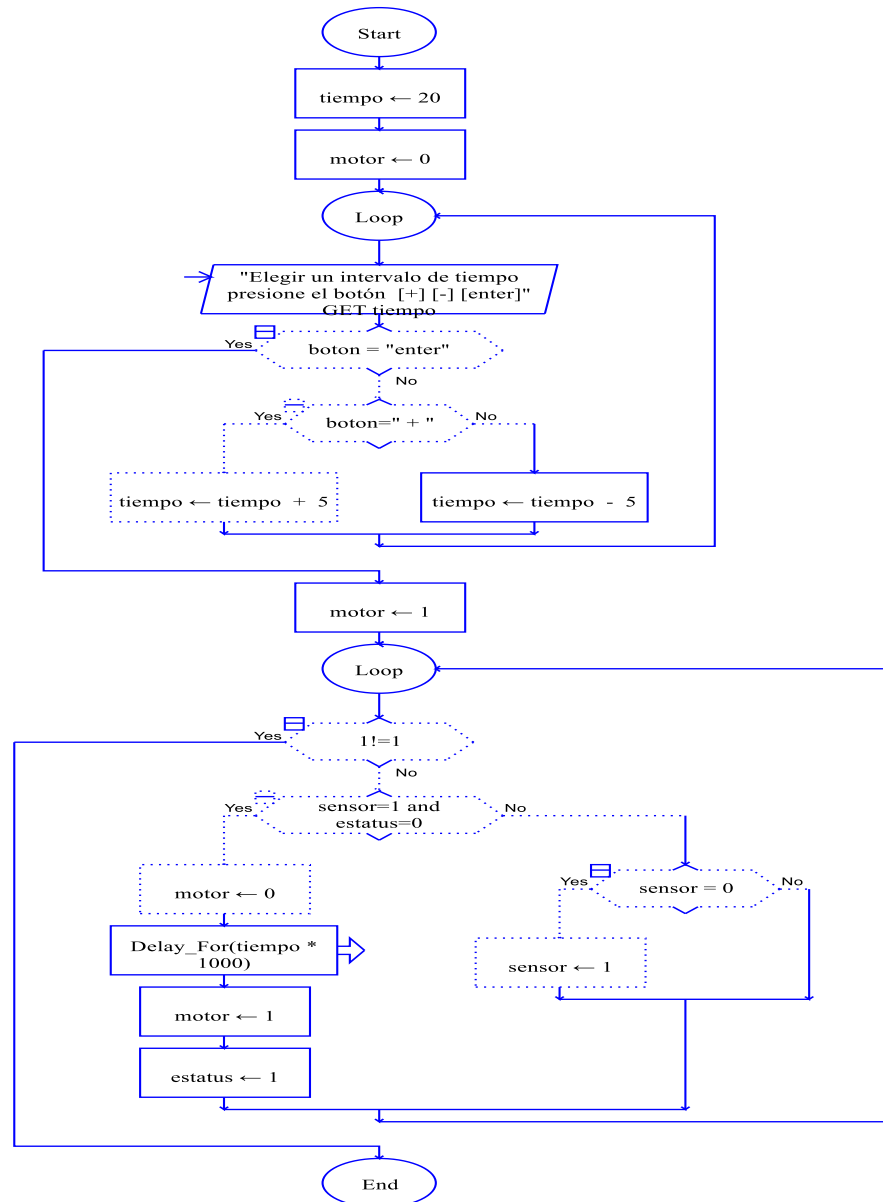 Start
tiempo ← 20
motor ← 0
Loop
"Elegir un intervalo de tiempo
presione el botón [+] [-] [enter]"
GET tiempo
Yes
boton = "enter"
No
Yes
boton=" + "
No
tiempo ← tiempo + 5
tiempo ← tiempo - 5
motor ← 1
Loop
Yes
1!=1
No
Yes
sensor=1 and
estatus=0
No
motor ← 0
Yes
sensor = 0
No
Delay_For(tiempo *
1000)
sensor ← 1
motor ← 1
estatus ← 1
End